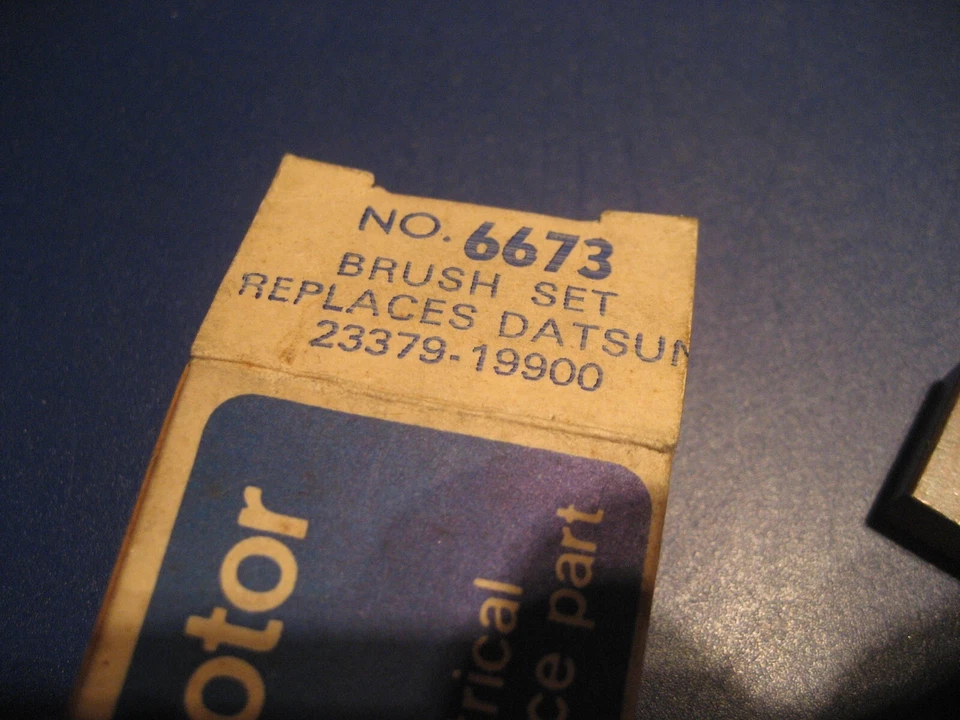 NO. 6673
BRUSH SET
REPLACES DATSUN
23379-19900
otor
rical
ce part